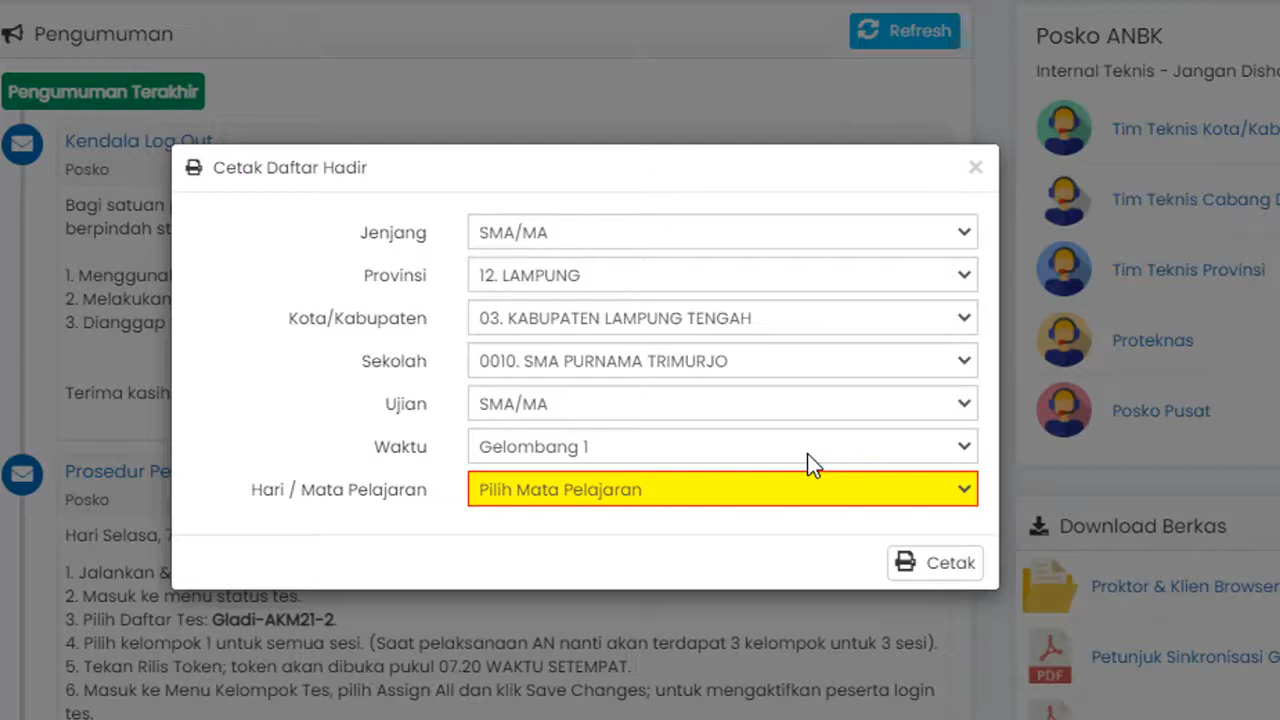 Pengumuman
Refresh
Pengumuman Terakhir
Kendala Log Out
Posko
Bagi satuan
berpindah
1. Menggunal
2. Melakukan
3. Dianggap
Terima kasih
Prosedur Pe
Posko
Hari Selasa, 7
1. Jalankan &
2. Masuk ke menu status tes.
3. Pilih Daftar Tes: Gladi-AKM21-2.
4. Pilih kelompok 1 untuk semua sesi. (Saat pelaksanaan AN nanti akan terdapat 3 kelompok untuk 3 sesi).
5. Tekan Rilis Token; token akan dibuka pukul 07.20 WAKTU SETEMPAT.
6. Masuk ke Menu Kelompok Tes, pilih Assign All dan klik Save Changes; untuk mengaktifkan peserta login
tes.
Cetak Daftar Hadir
×
Jenjang SMA/MA
Provinsi 12. LAMPUNG
Kota/Kabupaten 03. KABUPATEN LAMPUNG TENGAH
Sekolah 0010. SMA PURNAMA TRIMURJO
Ujian SMA/MA
Waktu Gelombang 1
Hari / Mata Pelajaran Pilih Mata Pelajaran
Cetak
Posko ANBK
Internal Teknis - Jangan Disha
Tim Teknis Kota/Kab
Tim Teknis Cabang D
Tim Teknis Provinsi
Proteknas
Posko Pusat
Download Berkas
Proktor & Klien Browser
PDF
Petunjuk Sinkronisasi G